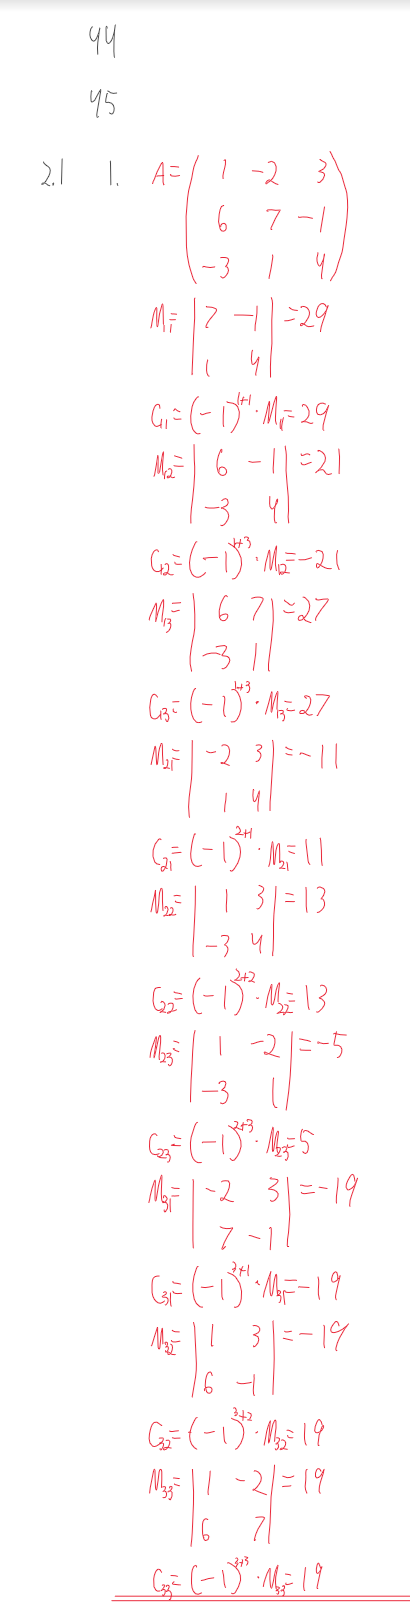 44
45
2.1 1. A=( 1 -2 3
6 7 -1
-3 1 4 )
M11= | 7 -1 | =29
1 4
C11=(-1)^1+1 · M11=29
M12= | 6 -1 | =21
-3 4
C12=(-1)^1+3 · M12=-21
M13= | 6 7 | =27
-3 1
C13=(-1)^1+3 · M13=27
M21= | -2 3 | =-11
1 4
C21=(-1)^2+1 · M21=11
M22= | 1 3 | =13
-3 4
C22=(-1)^2+2 · M22=13
M23= | 1 -2 | =-5
-3 1
C23=(-1)^2+3 · M23=5
M31= | -2 3 | =-19
7 -1
C31=(-1)^3+1 · M31=-19
M32= | 1 3 | =-19
6 -1
C32=(-1)^3+2 · M32=19
M33= | 1 -2 | =19
6 7
C33=(-1)^3+3 · M33=19